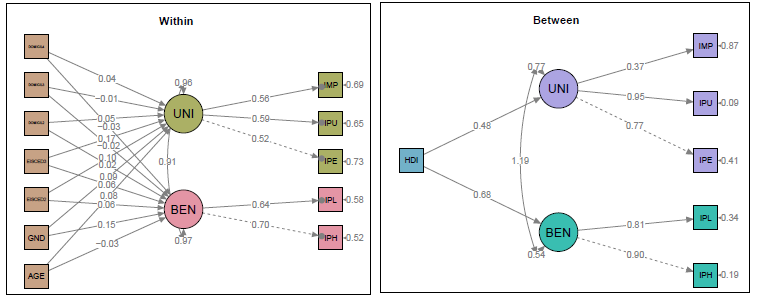 Within
Between
0.04
0.96
UNI
−0.01
0.05
−0.03
0.17
−0.02
0.10
0.02
0.09
0.06
0.08
0.06
0.15
−0.03
GND
AGE
0.91
BEN
0.97
0.56
0.59
0.52
0.64
0.70
IMP 0.69
IPU 0.65
IPE 0.73
IPL 0.58
IPH 0.52
HDI
0.48
0.68
0.77
UNI
1.19
BEN
0.54
0.37
0.95
0.77
0.81
0.90
IMP 0.87
IPU 0.09
IPE 0.41
IPL 0.34
IPH 0.19